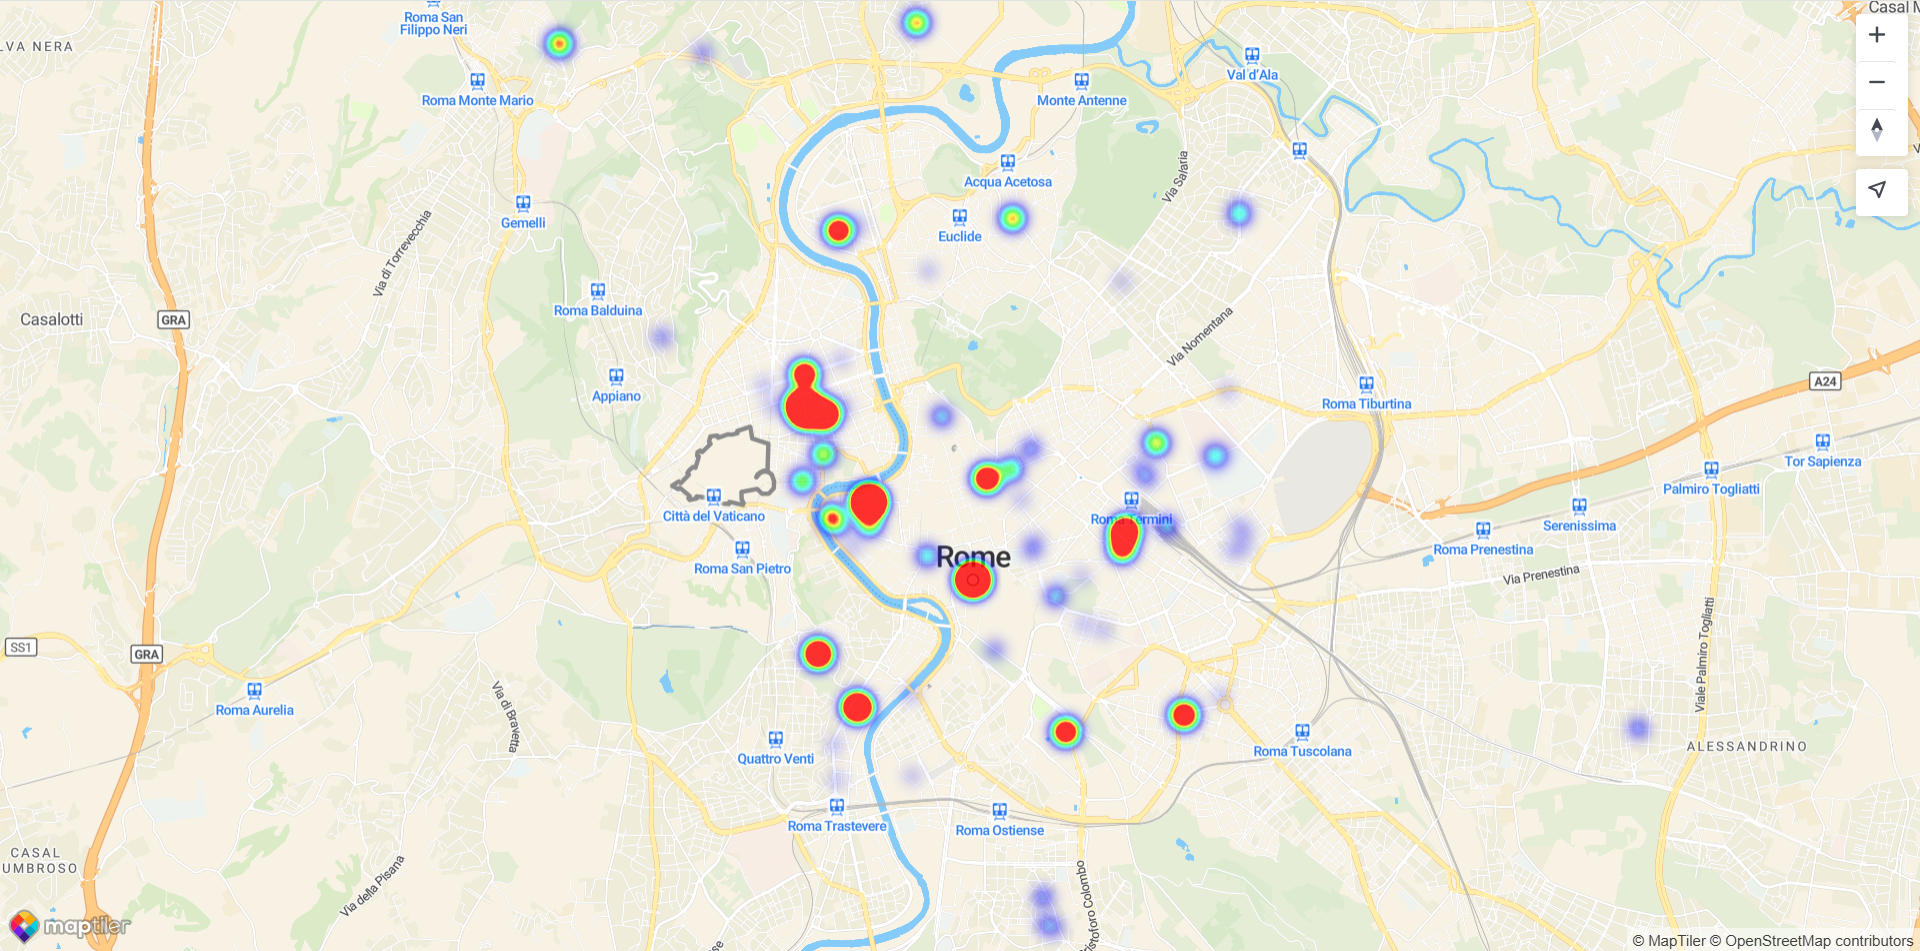 Casal M
Roma San
Filippo Neri
LVA NERA
Roma Monte Mario
Monte Antenne
Val d'Ala
Via Salaria
Acqua Acetosa
Gemelli
Euclide
Via di Torrevecchia
Roma Balduina
Casalotti
GRA
Via Nomentana
Appiano
Roma Tiburtina
A24
Tor Sapienza
Palmiro Togliatti
Città del Vaticano
Roma Termini
Serenissima
Roma Prenestina
Rome
Roma San Pietro
Via Prenestina
SS1
GRA
Viale Palmiro Togliatti
Roma Aurelia
Via di Bravetta
Quattro Venti
Roma Tuscolana
ALESSANDRINO
Roma Trastevere
Roma Ostiense
CASAL
UMBROSO
Via della Pisana
istoforo Colombo
maptiler
© MapTiler © OpenStreetMap contributors